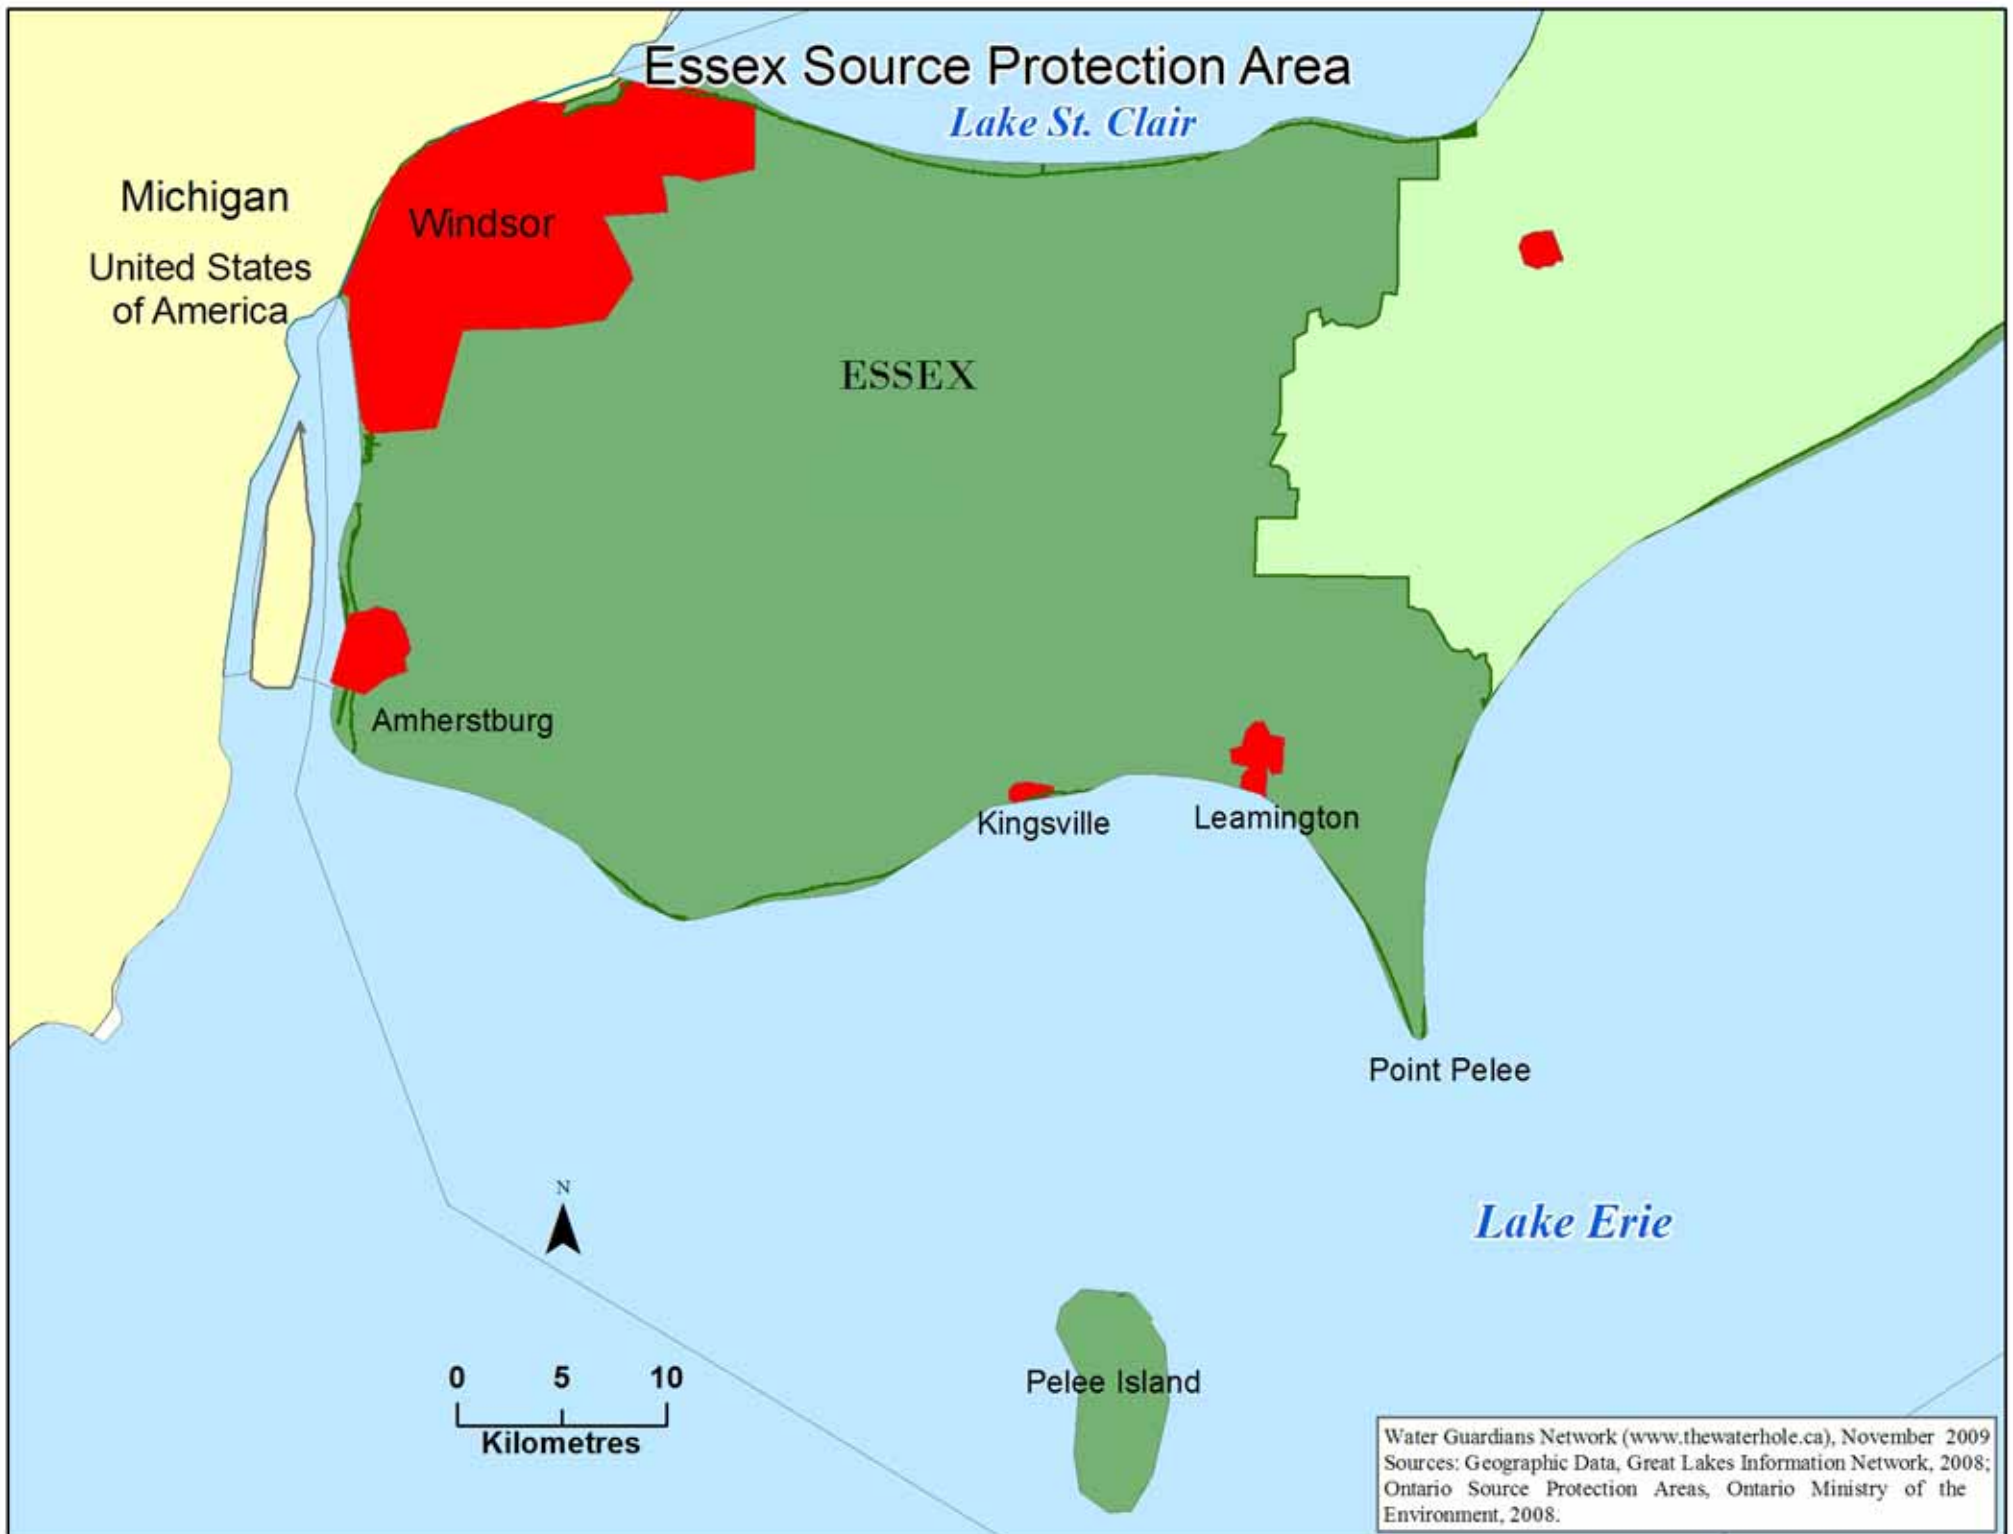 Essex Source Protection Area
Lake St. Clair
Michigan
United States
of America
Windsor
ESSEX
Amherstburg
Kingsville
Leamington
Point Pelee
Lake Erie
N
Pelee Island
0 5 10
Kilometres
Water Guardians Network (www.thewaterhole.ca), November 2009
Sources: Geographic Data, Great Lakes Information Network, 2008;
Ontario Source Protection Areas, Ontario Ministry of the
Environment, 2008.